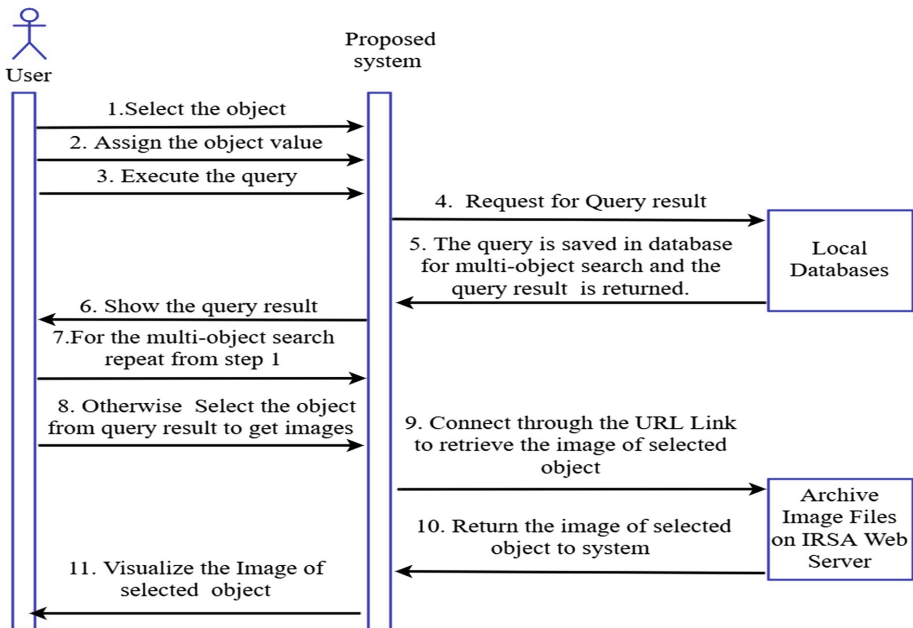 User
Proposed
system
1.Select the object
2. Assign the object value
3. Execute the query
4. Request for Query result
Local
Databases
5. The query is saved in database
for multi-object search and the
query result is returned.
6. Show the query result
7.For the multi-object search
repeat from step 1
8. Otherwise Select the object
from query result to get images
9. Connect through the URL Link
to retrieve the image of selected
object
Archive
Image Files
on IRSA Web
Server
10. Return the image of selected
object to system
11. Visualize the Image of
selected object